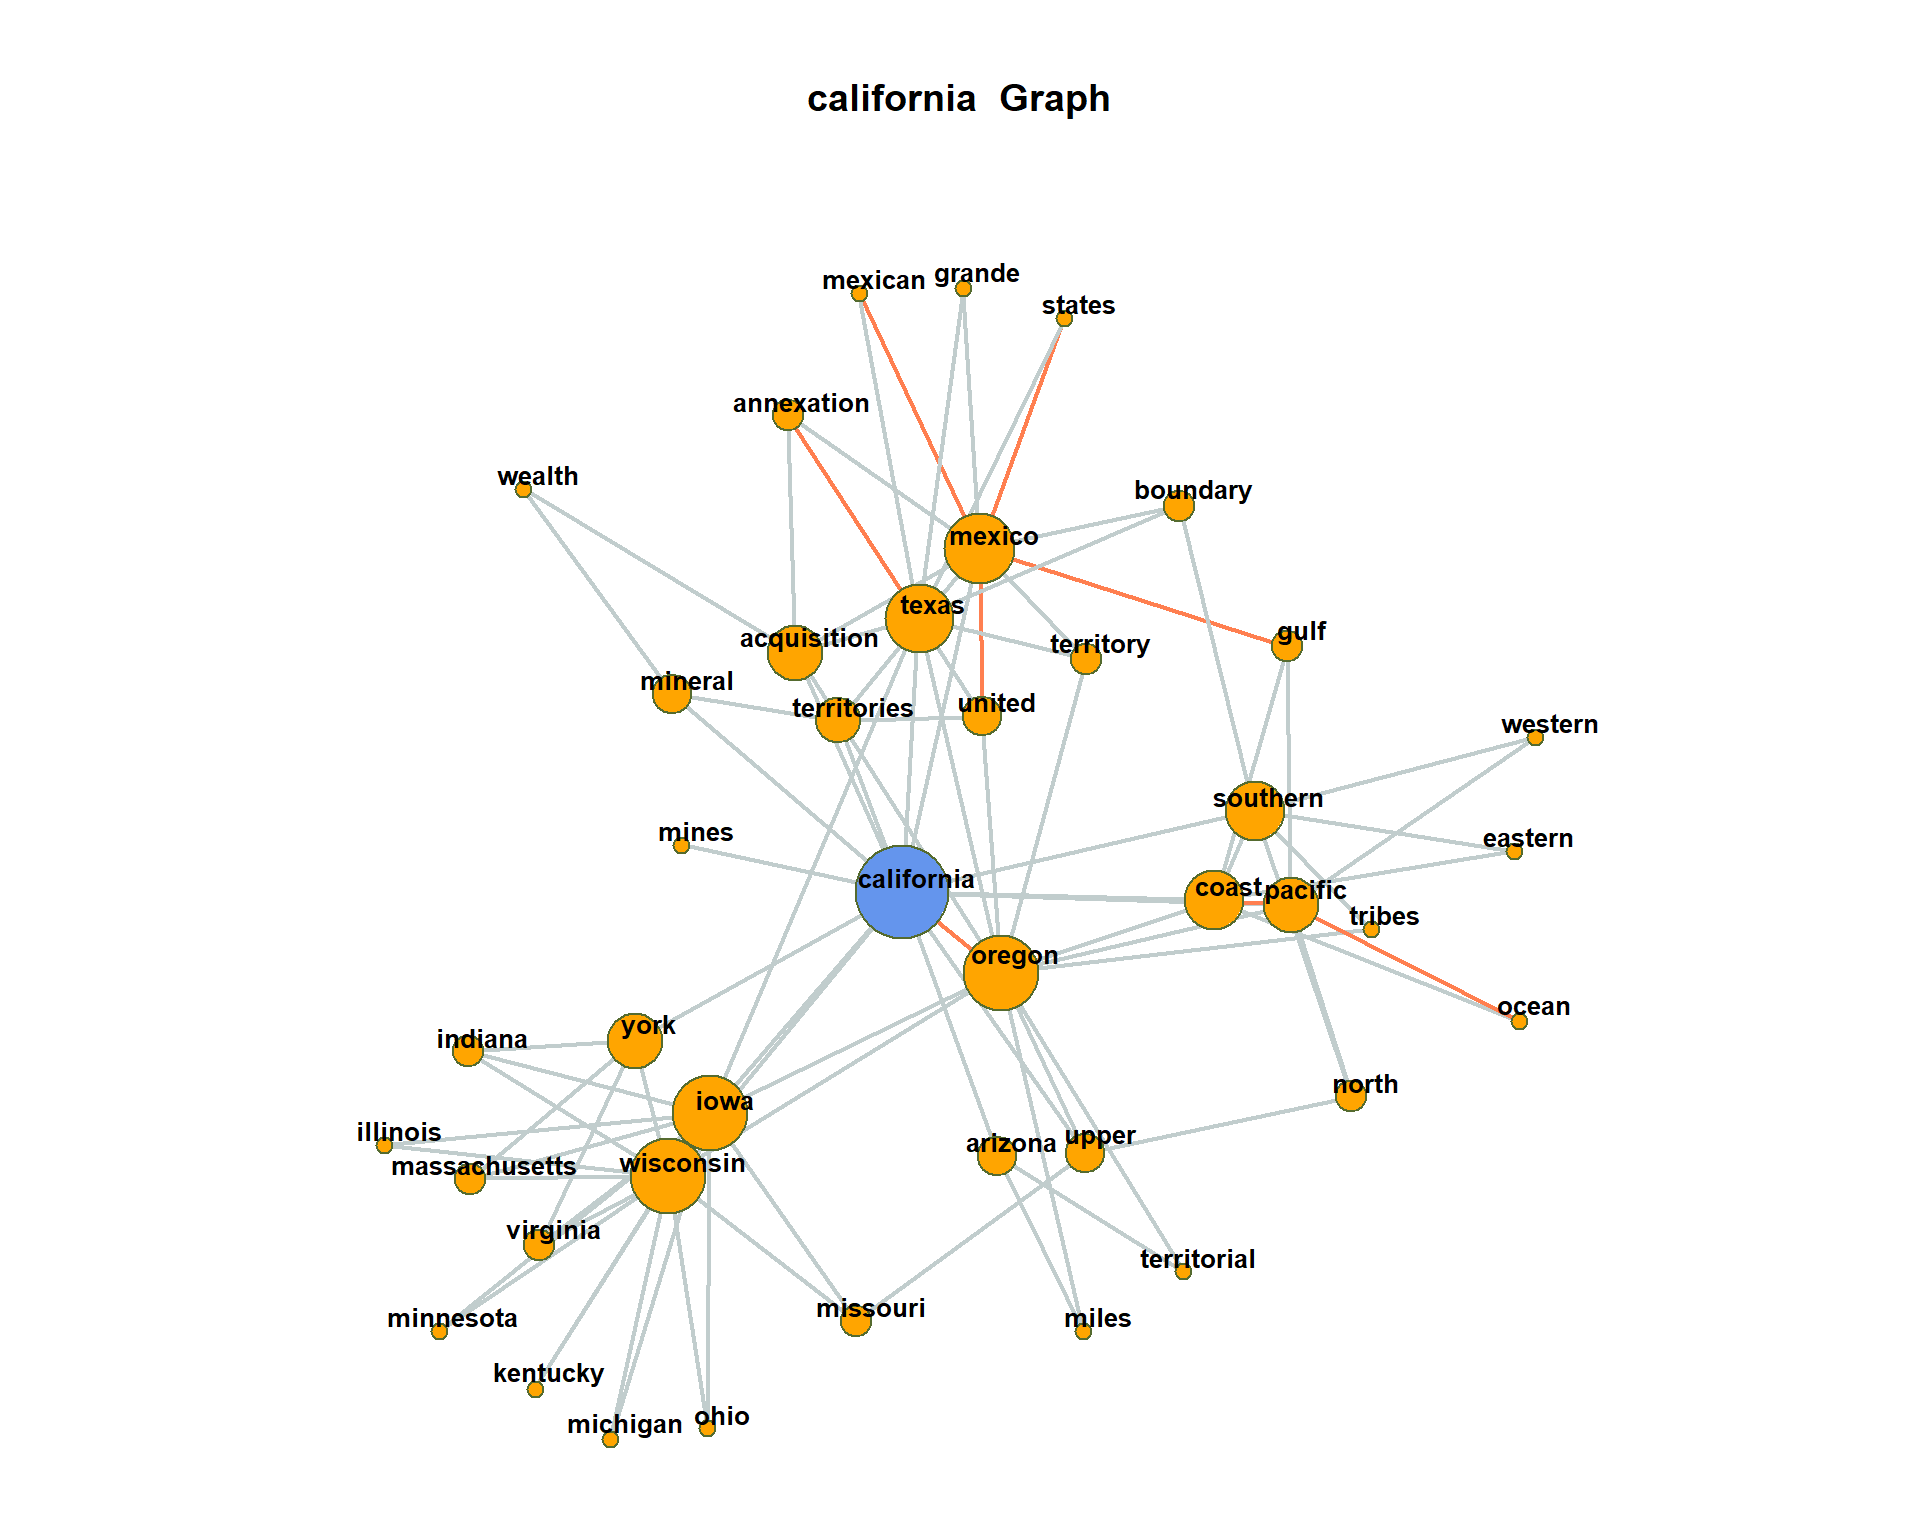 california  Graph
mexican
grande
states
annexation
wealth
boundary
mexico
texas
acquisition
territory
gulf
mineral
territories
united
western
southern
mines
eastern
california
coast
pacific
tribes
oregon
ocean
york
indiana
north
iowa
illinois
arizona
upper
massachusetts
wisconsin
virginia
territorial
minnesota
missouri
miles
kentucky
michigan
ohio